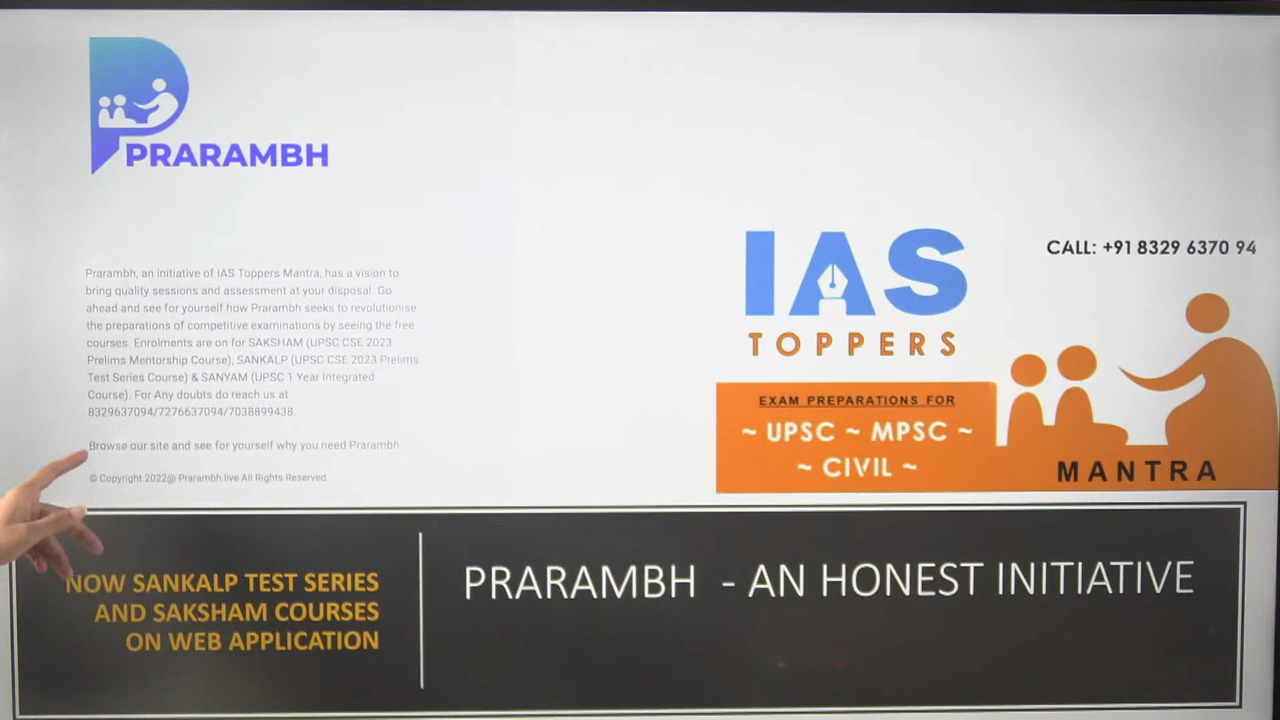 PRARAMBH
Prarambh, an initiative of IAS Toppers Mantra, has a vision to
bring quality sessions and assessment at your disposal. Go
ahead and see for yourself how Prarambh seeks to revolutionise
the preparations of competitive examinations by seeing the free
courses. Enrolments are on for SAKSHAM (UPSC CSE 2023
Prelims Mentorship Course), SANKALP (UPSC CSE 2023 Prelims
Test Series Course) & SANYAM (UPSC 1 Year Integrated
Course). For Any doubts do reach us at
8329637094/7276637094/7038899438.
Browse our site and see for yourself why you need Prarambh.
© Copyright 2022@ Prarambh.live All Rights Reserved.
IAS
TOPPERS
CALL: +91 8329 6370 94
EXAM PREPARATIONS FOR
~ UPSC ~ MPSC ~
~ CIVIL ~
MANTRA
NOW SANKALP TEST SERIES
AND SAKSHAM COURSES
ON WEB APPLICATION
PRARAMBH - AN HONEST INITIATIVE